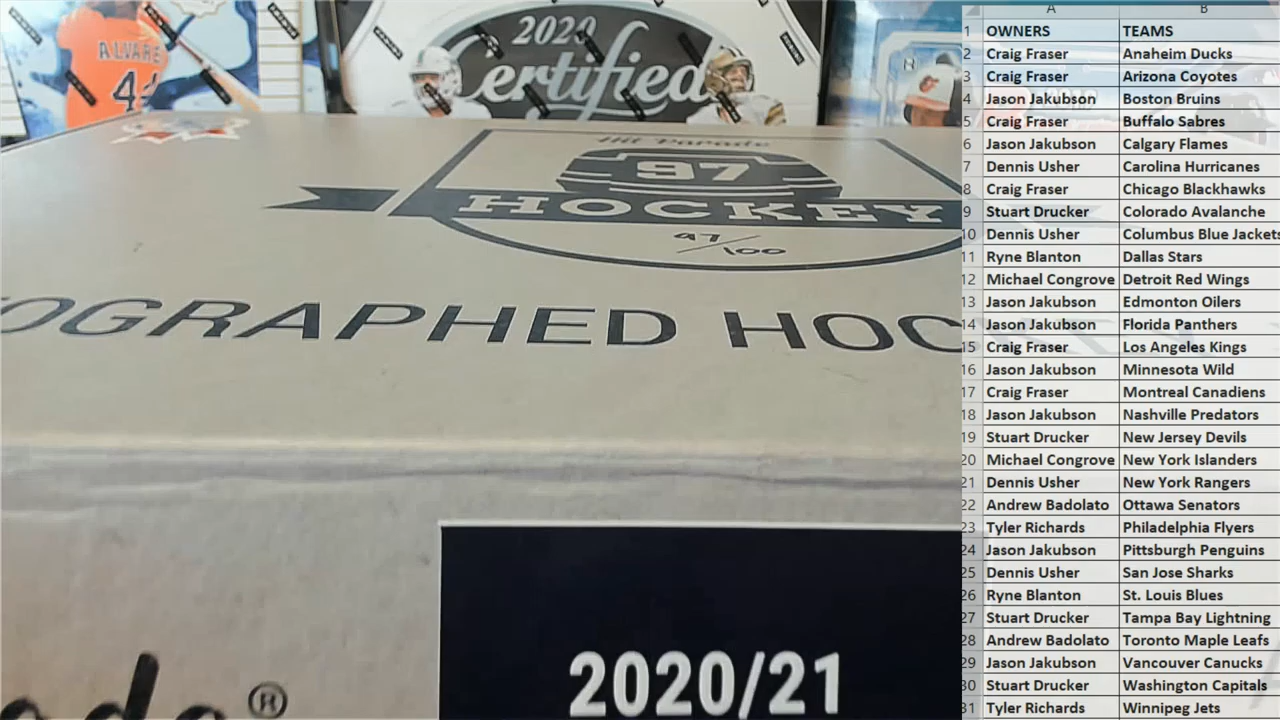 ALVARE
44
2020
Certified
Hit Parade
97
HOCKEY
97/100
OGRAPHED HOC
2020/21
®
A B
1 OWNERS TEAMS
2 Craig Fraser Anaheim Ducks
3 Craig Fraser Arizona Coyotes
4 Jason Jakubson Boston Bruins
5 Craig Fraser Buffalo Sabres
6 Jason Jakubson Calgary Flames
7 Dennis Usher Carolina Hurricanes
8 Craig Fraser Chicago Blackhawks
9 Stuart Drucker Colorado Avalanche
10 Dennis Usher Columbus Blue Jackets
11 Ryne Blanton Dallas Stars
12 Michael Congrove Detroit Red Wings
13 Jason Jakubson Edmonton Oilers
14 Jason Jakubson Florida Panthers
15 Craig Fraser Los Angeles Kings
16 Jason Jakubson Minnesota Wild
17 Craig Fraser Montreal Canadiens
18 Jason Jakubson Nashville Predators
19 Stuart Drucker New Jersey Devils
20 Michael Congrove New York Islanders
21 Dennis Usher New York Rangers
22 Andrew Badolato Ottawa Senators
23 Tyler Richards Philadelphia Flyers
24 Jason Jakubson Pittsburgh Penguins
25 Dennis Usher San Jose Sharks
26 Ryne Blanton St. Louis Blues
27 Stuart Drucker Tampa Bay Lightning
28 Andrew Badolato Toronto Maple Leafs
29 Jason Jakubson Vancouver Canucks
30 Stuart Drucker Washington Capitals
31 Tyler Richards Winnipeg Jets